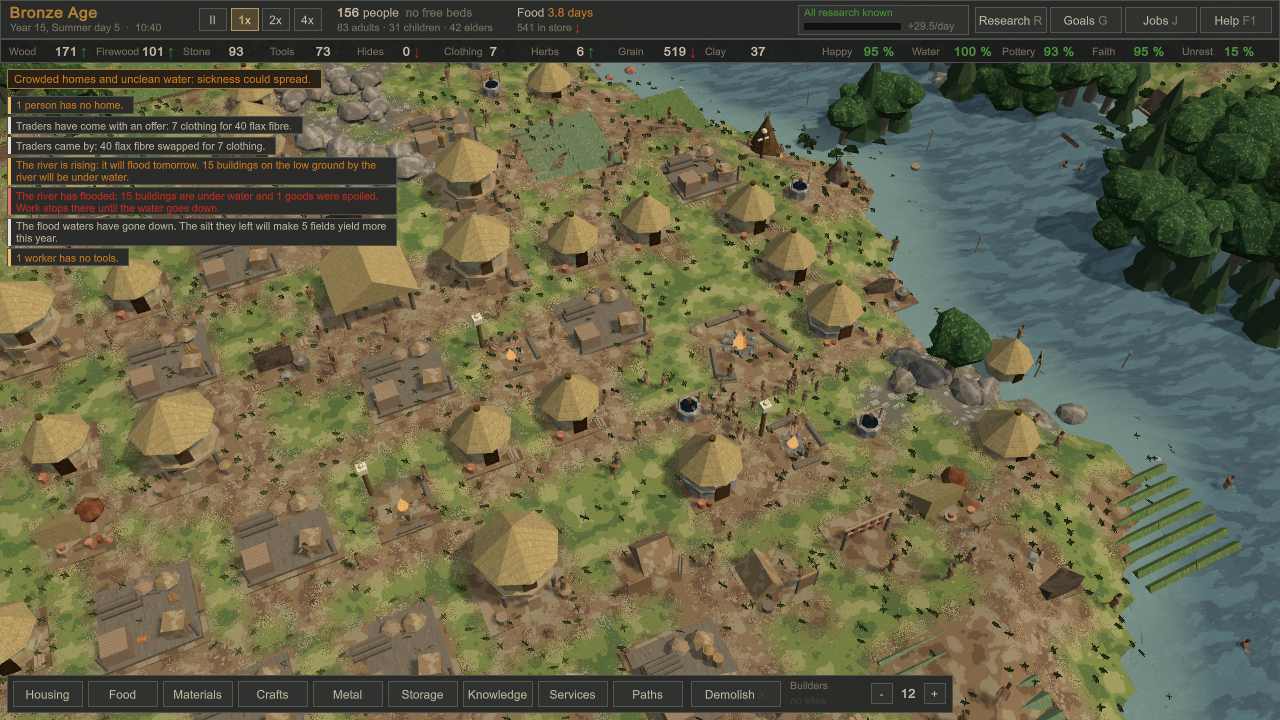 Bronze Age
Year 15, Summer day 5 · 10:40
II
1x
2x
4x
156 people no free beds
83 adults · 31 children · 42 elders
Food 3.8 days
541 in store ↓
All research known
+29.5/day
Research R
Goals G
Jobs J
Help F1
Wood 171 ↑ Firewood 101 ↑ Stone 93 Tools 73 Hides 0 ↓ Clothing 7 Herbs 6 ↑ Grain 519 ↓ Clay 37 Happy 95 % Water 100 % Pottery 93 % Faith 95 % Unrest 15 %
Crowded homes and unclean water: sickness could spread.
1 person has no home.
Traders have come with an offer: 7 clothing for 40 flax fibre.
Traders came by: 40 flax fibre swapped for 7 clothing.
The river is rising: it will flood tomorrow. 15 buildings on the low ground by the
river will be under water.
The river has flooded: 15 buildings are under water and 1 goods were spoiled.
Work stops there until the water goes down.
The flood waters have gone down. The silt they left will make 5 fields yield more
this year.
1 worker has no tools.
Housing
Food
Materials
Crafts
Metal
Storage
Knowledge
Services
Paths
Demolish X
Builders
no sites
- 12 +